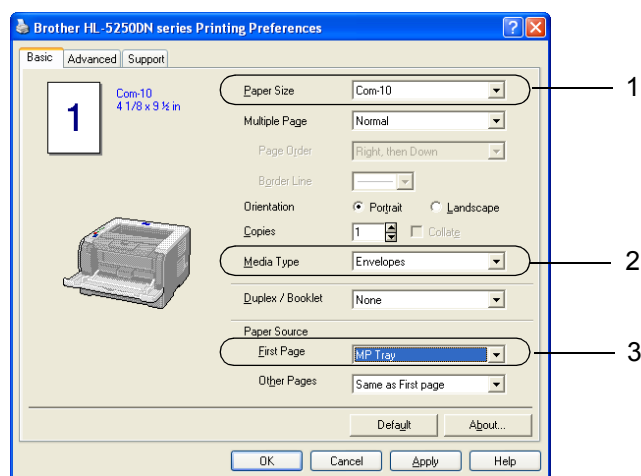 Brother HL-5250DN series Printing Preferences
Basic Advanced Support
1
Com-10
4 1/8 x 9 ½ in
Paper Size Com-10 1
Multiple Page Normal
Page Order Right, then Down
Border Line
Orientation Portrait Landscape
Copies 1 Collate
Media Type Envelopes 2
Duplex / Booklet None
Paper Source
First Page MP Tray 3
Other Pages Same as First page
Default About...
OK Cancel Apply Help